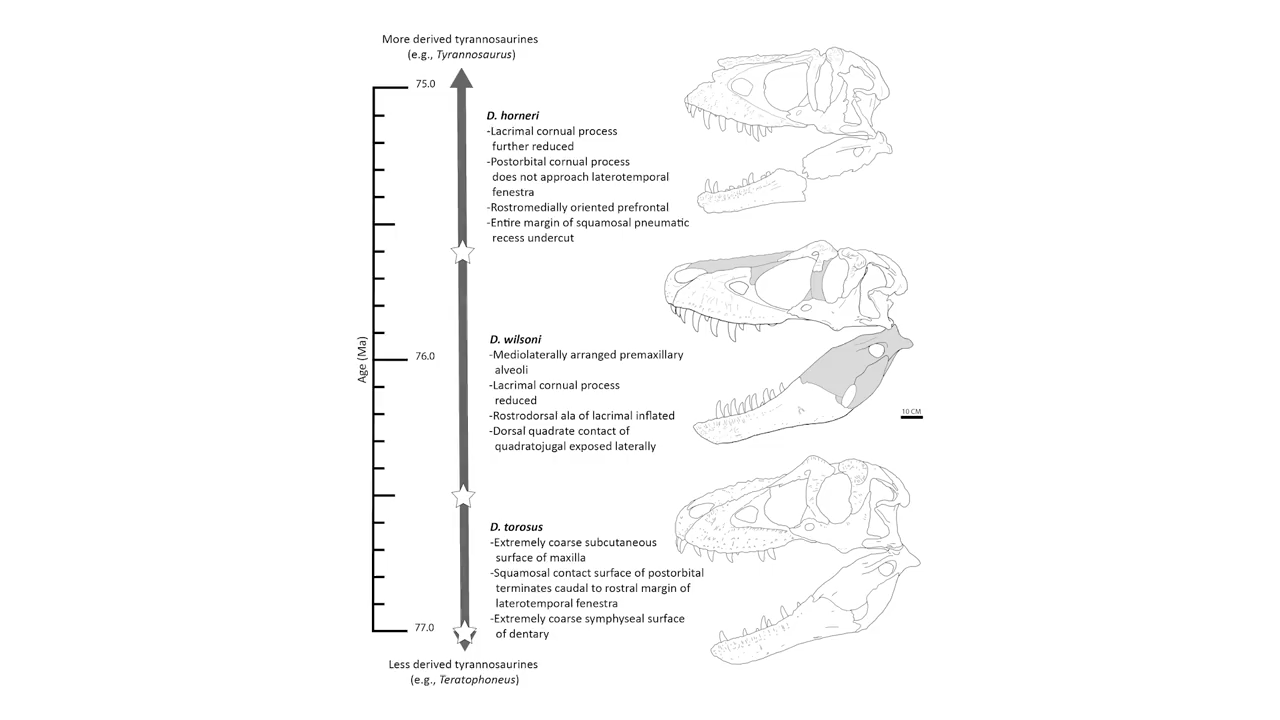 More derived tyrannosaurines
(e.g., Tyrannosaurus)
75.0
D. horneri
-Lacrimal cornual process
further reduced
-Postorbital cornual process
does not approach laterotemporal
fenestra
-Rostromedially oriented prefrontal
-Entire margin of squamosal pneumatic
recess undercut
Age (Ma)
76.0
D. wilsoni
-Mediolaterally arranged premaxillary
alveoli
-Lacrimal cornual process
reduced
-Rostrodorsal ala of lacrimal inflated
-Dorsal quadrate contact of
quadratojugal exposed laterally
10 CM
D. torosus
-Extremely coarse subcutaneous
surface of maxilla
-Squamosal contact surface of postorbital
terminates caudal to rostral margin of
laterotemporal fenestra
-Extremely coarse symphyseal surface
of dentary
77.0
Less derived tyrannosaurines
(e.g., Teratophoneus)